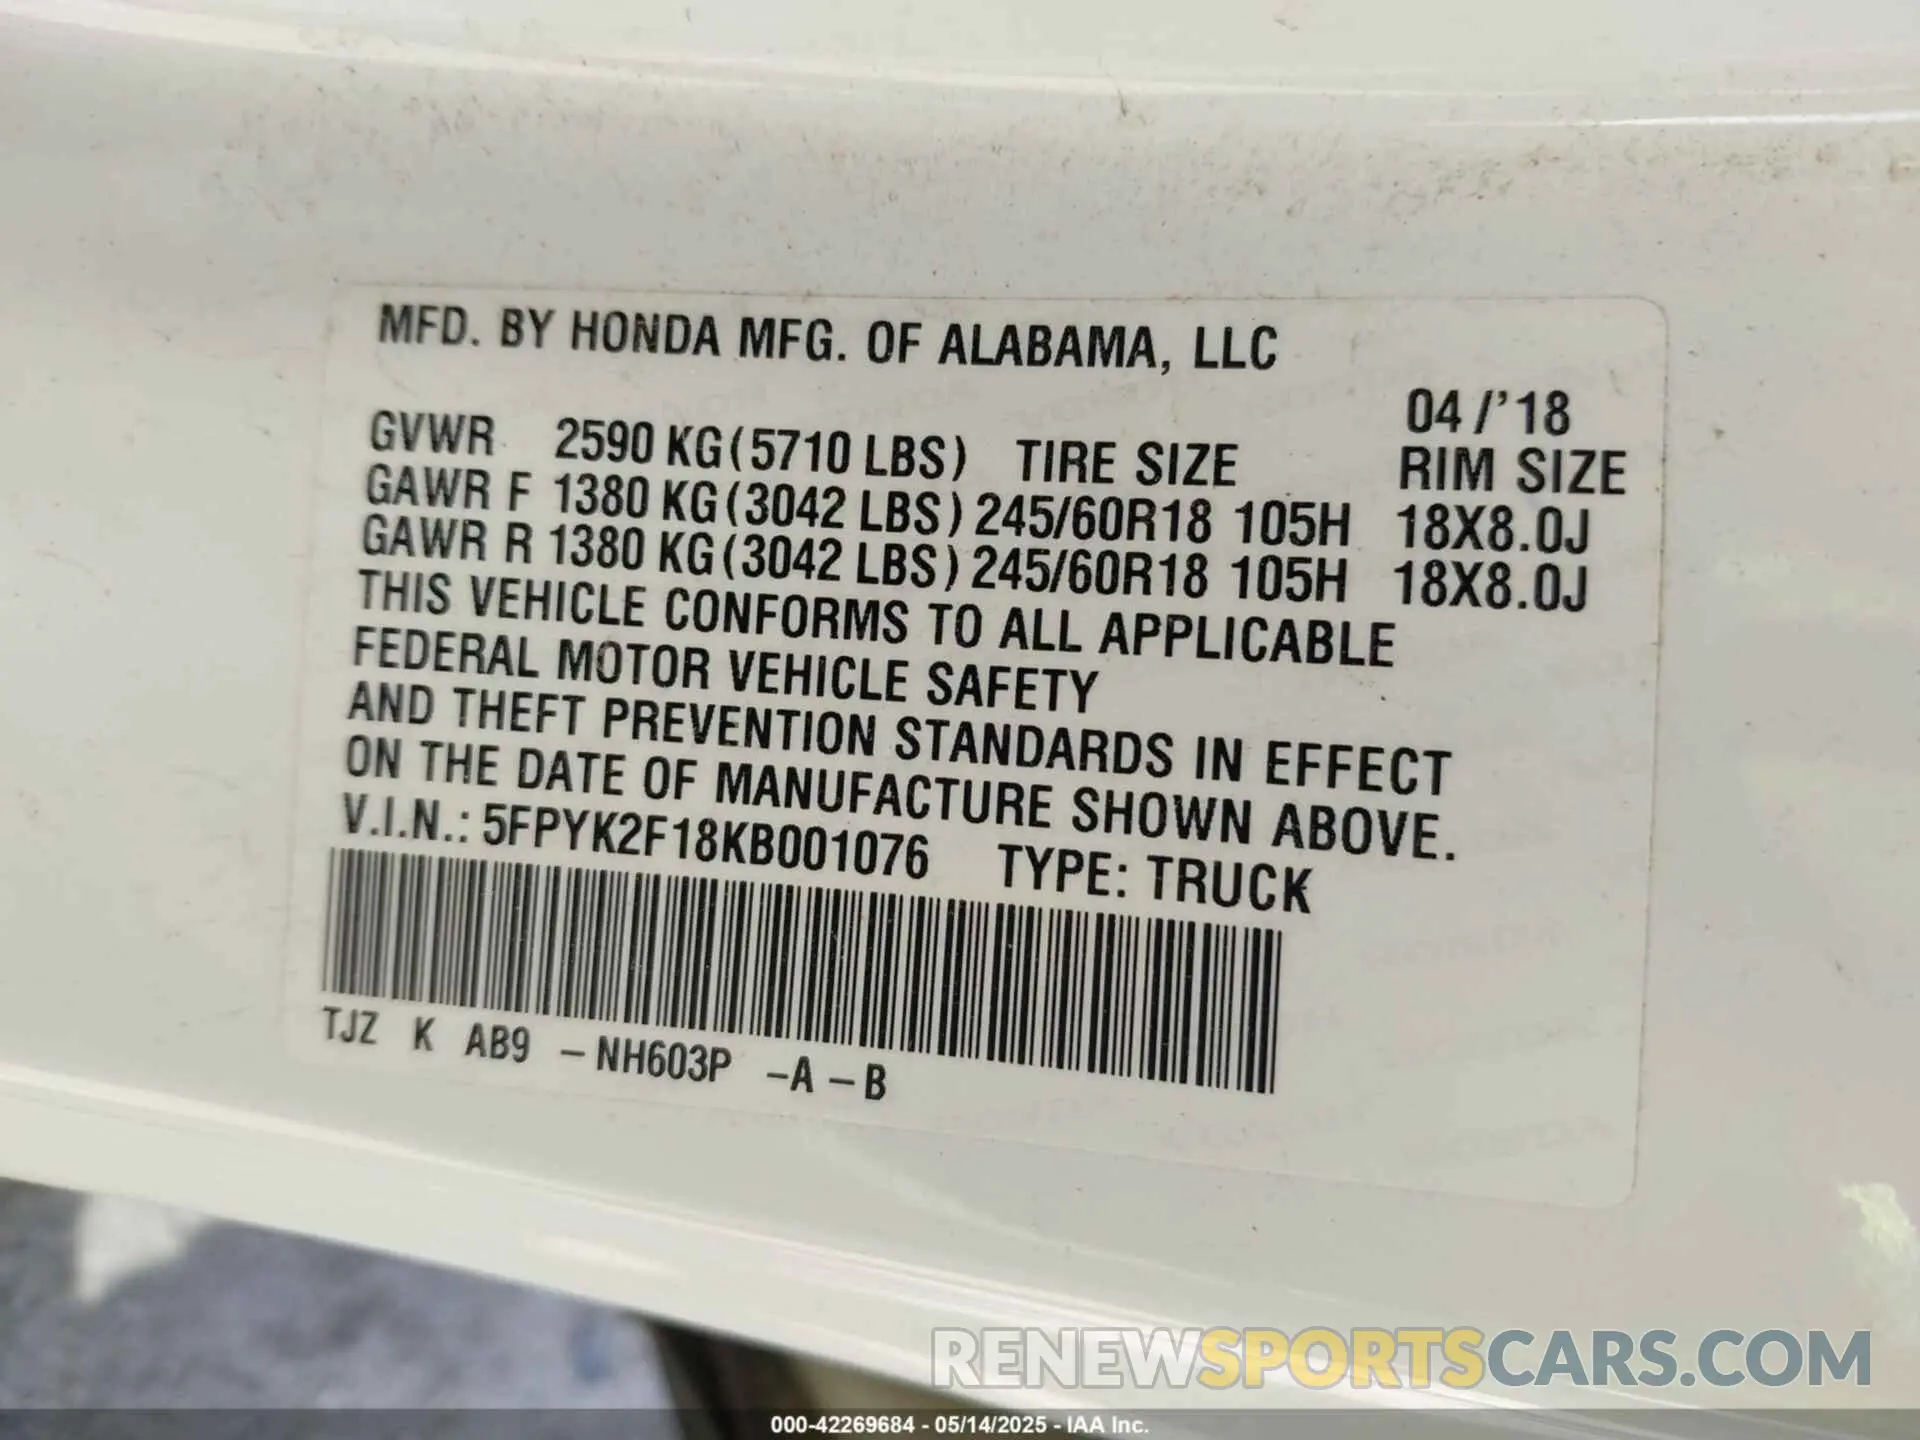 MFD. BY HONDA MFG. OF ALABAMA, LLC
04 /'18
GVWR 2590 KG (5710 LBS) TIRE SIZE RIM SIZE
GAWR F 1380 KG (3042 LBS) 245/60R18 105H 18X8.0J
GAWR R 1380 KG (3042 LBS) 245/60R18 105H 18X8.0J
THIS VEHICLE CONFORMS TO ALL APPLICABLE
FEDERAL MOTOR VEHICLE SAFETY
AND THEFT PREVENTION STANDARDS IN EFFECT
ON THE DATE OF MANUFACTURE SHOWN ABOVE.
V.I.N.: 5FPYK2F18KB001076 TYPE: TRUCK
TJZ K AB9 -NH603P -A-B
RENEWSPORTSCARS.COM
000-42269684 - 05/14/2025 - IAA Inc.